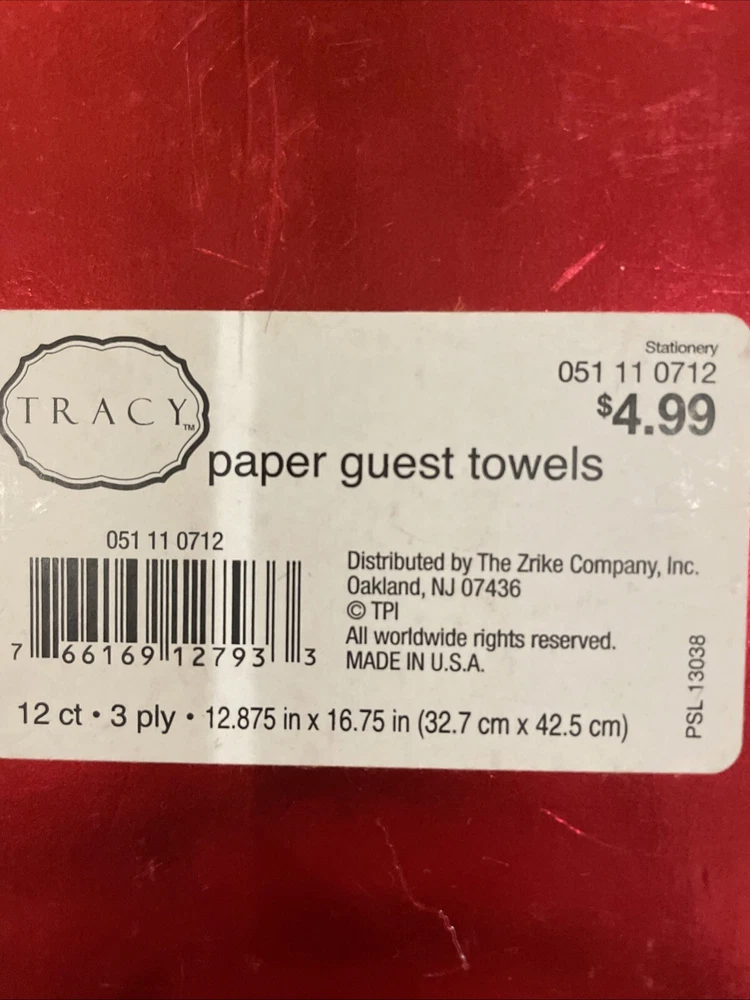 Stationery
051 11 0712
$4.99
TRACY™
paper guest towels
051 11 0712
7 66169 12793 3
Distributed by The Zrike Company, Inc.
Oakland, NJ 07436
© TPI
All worldwide rights reserved.
MADE IN U.S.A.
PSL 13038
12 ct • 3 ply • 12.875 in x 16.75 in (32.7 cm x 42.5 cm)